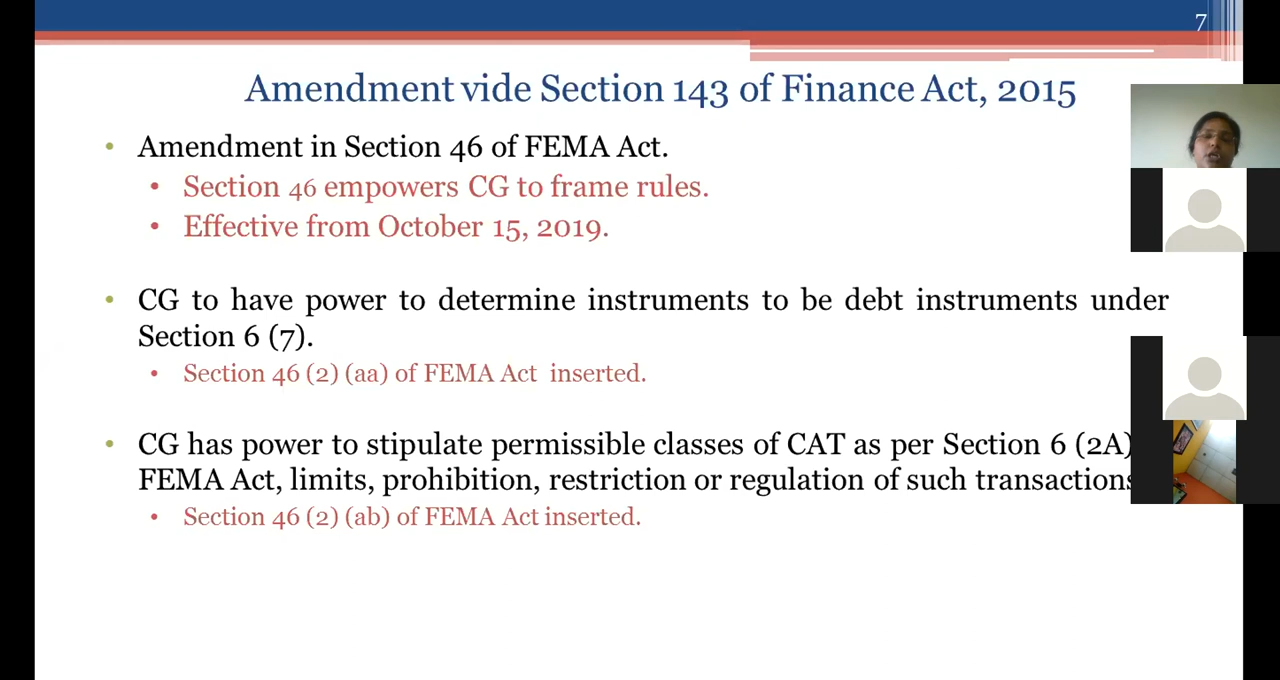 7
Amendment vide Section 143 of Finance Act, 2015
• Amendment in Section 46 of FEMA Act.
• Section 46 empowers CG to frame rules.
• Effective from October 15, 2019.
• CG to have power to determine instruments to be debt instruments under
Section 6 (7).
• Section 46 (2) (aa) of FEMA Act inserted.
• CG has power to stipulate permissible classes of CAT as per Section 6 (2A)
FEMA Act, limits, prohibition, restriction or regulation of such transactions
• Section 46 (2) (ab) of FEMA Act inserted.